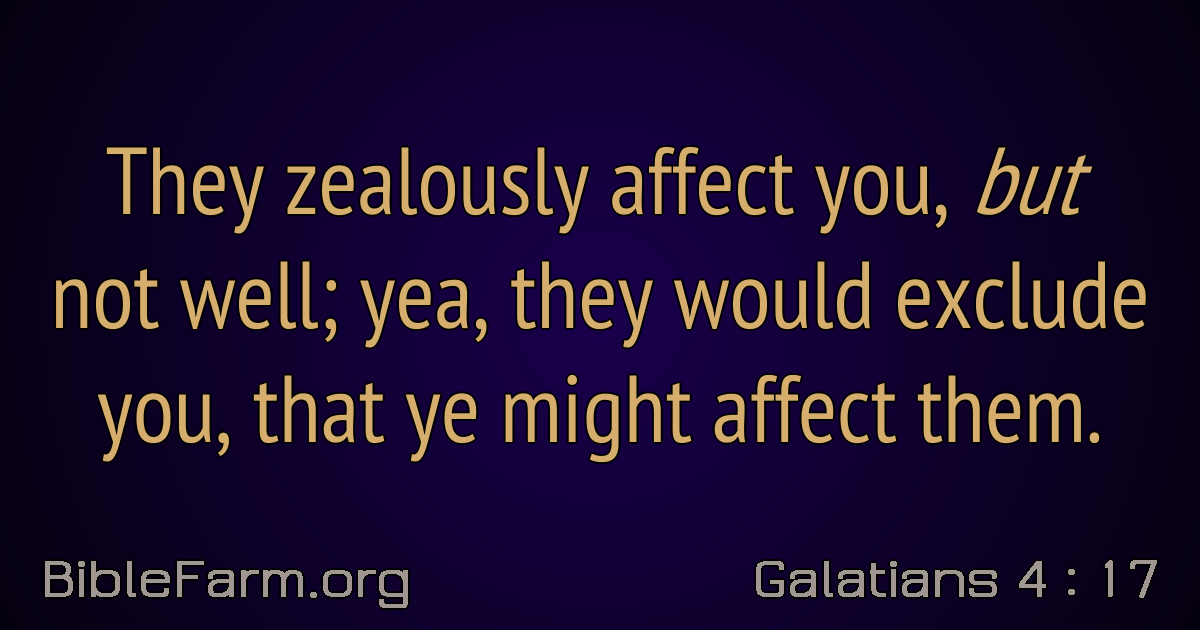 They zealously affect you, but
not well; yea, they would exclude
you, that ye might affect them.
BibleFarm.org
Galatians 4 : 17